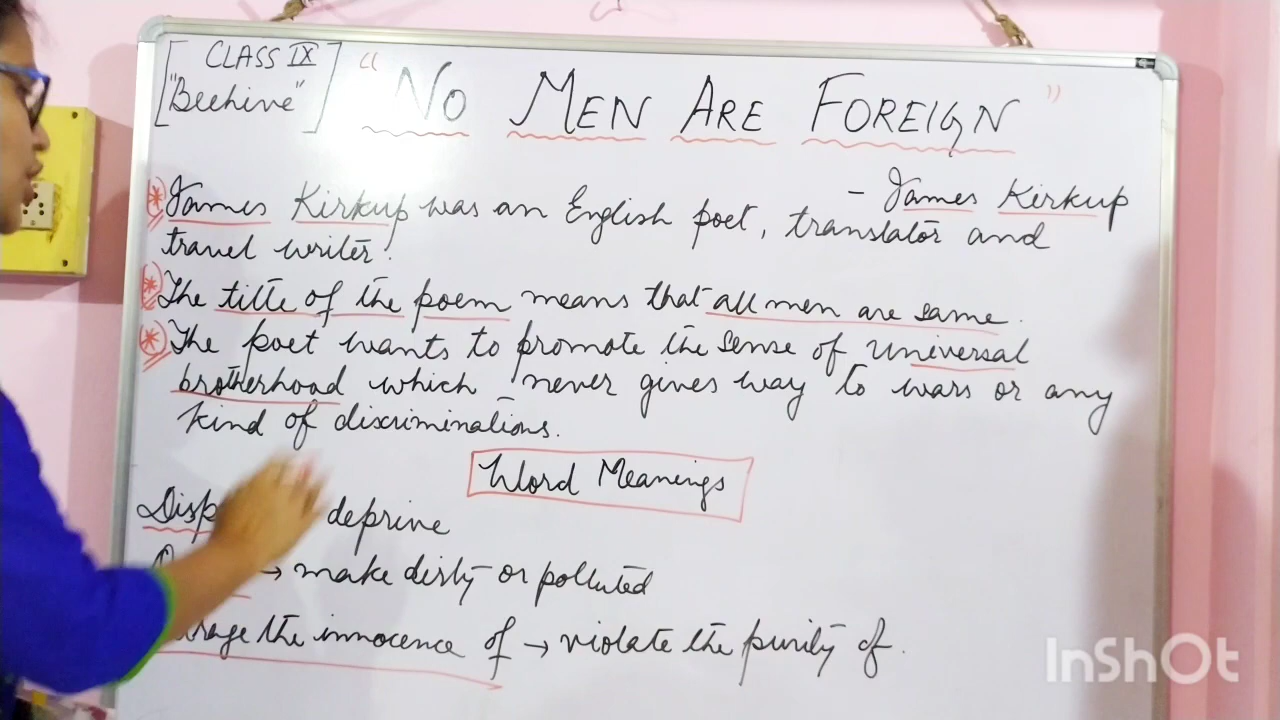 [CLASS IX
"Beehive"]
"NO MEN ARE FOREIGN"
- James Kirkup
* James Kirkup was an English poet, translator and
travel writer.
* The title of the poem means that all men are same.
* The poet wants to promote the sense of universal
brotherhood which never gives way to wars or any
kind of discriminations.
Word Meanings
deprive
→ make dirty or polluted
the innocence of → violate the purity of.
InShOt